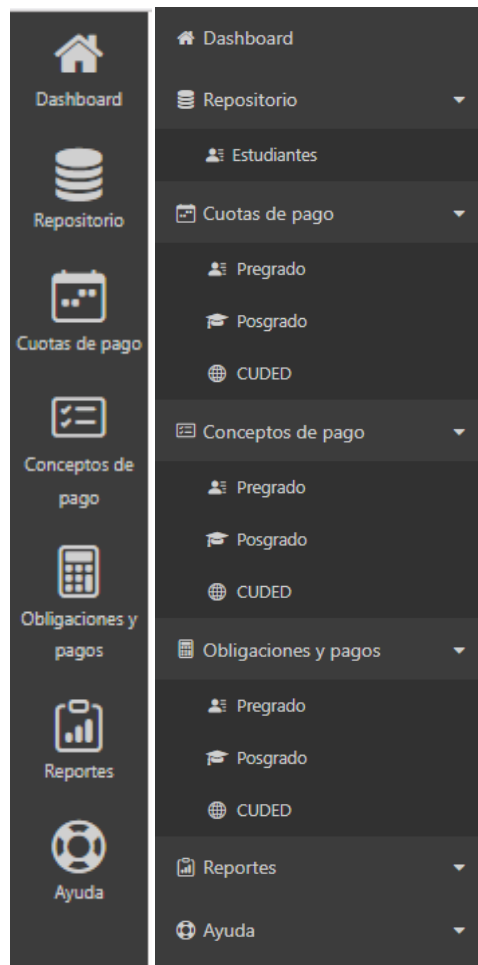 Dashboard
Repositorio
Cuotas de pago
Conceptos de
pago
Obligaciones y
pagos
Reportes
Ayuda
Dashboard
Repositorio
Estudiantes
Cuotas de pago
Pregrado
Posgrado
CUDED
Conceptos de pago
Pregrado
Posgrado
CUDED
Obligaciones y pagos
Pregrado
Posgrado
CUDED
Reportes
Ayuda